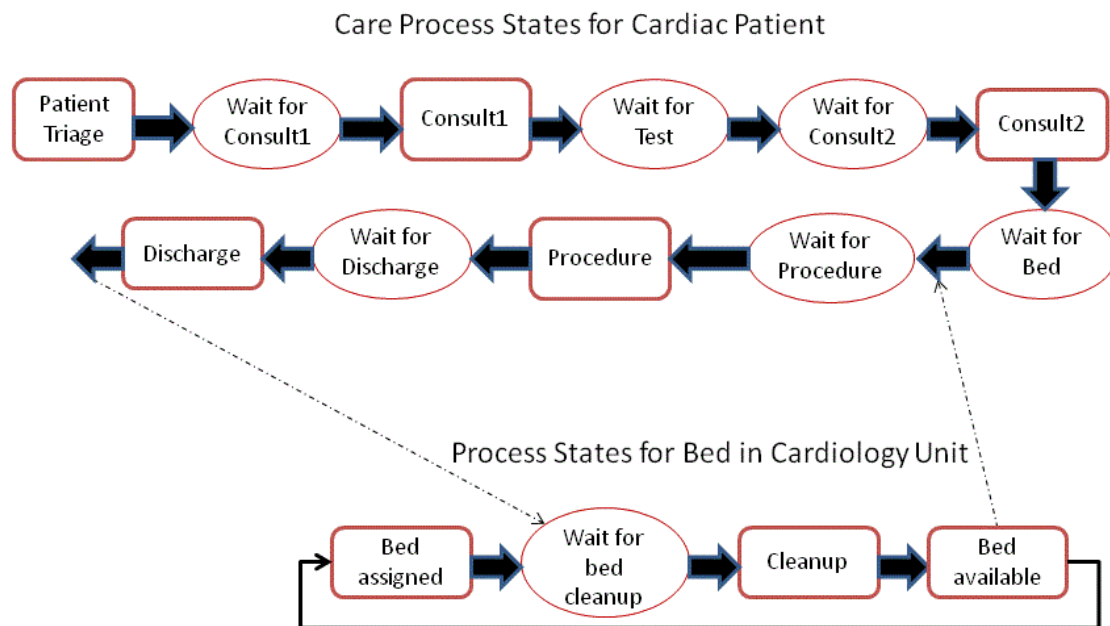 Care Process States for Cardiac Patient
Patient
Triage
Wait for
Consult1
Consult1
Wait for
Test
Wait for
Consult2
Consult2
Discharge
Wait for
Discharge
Procedure
Wait for
Procedure
Wait for
Bed
Process States for Bed in Cardiology Unit
Bed
assigned
Wait for
bed
cleanup
Cleanup
Bed
available